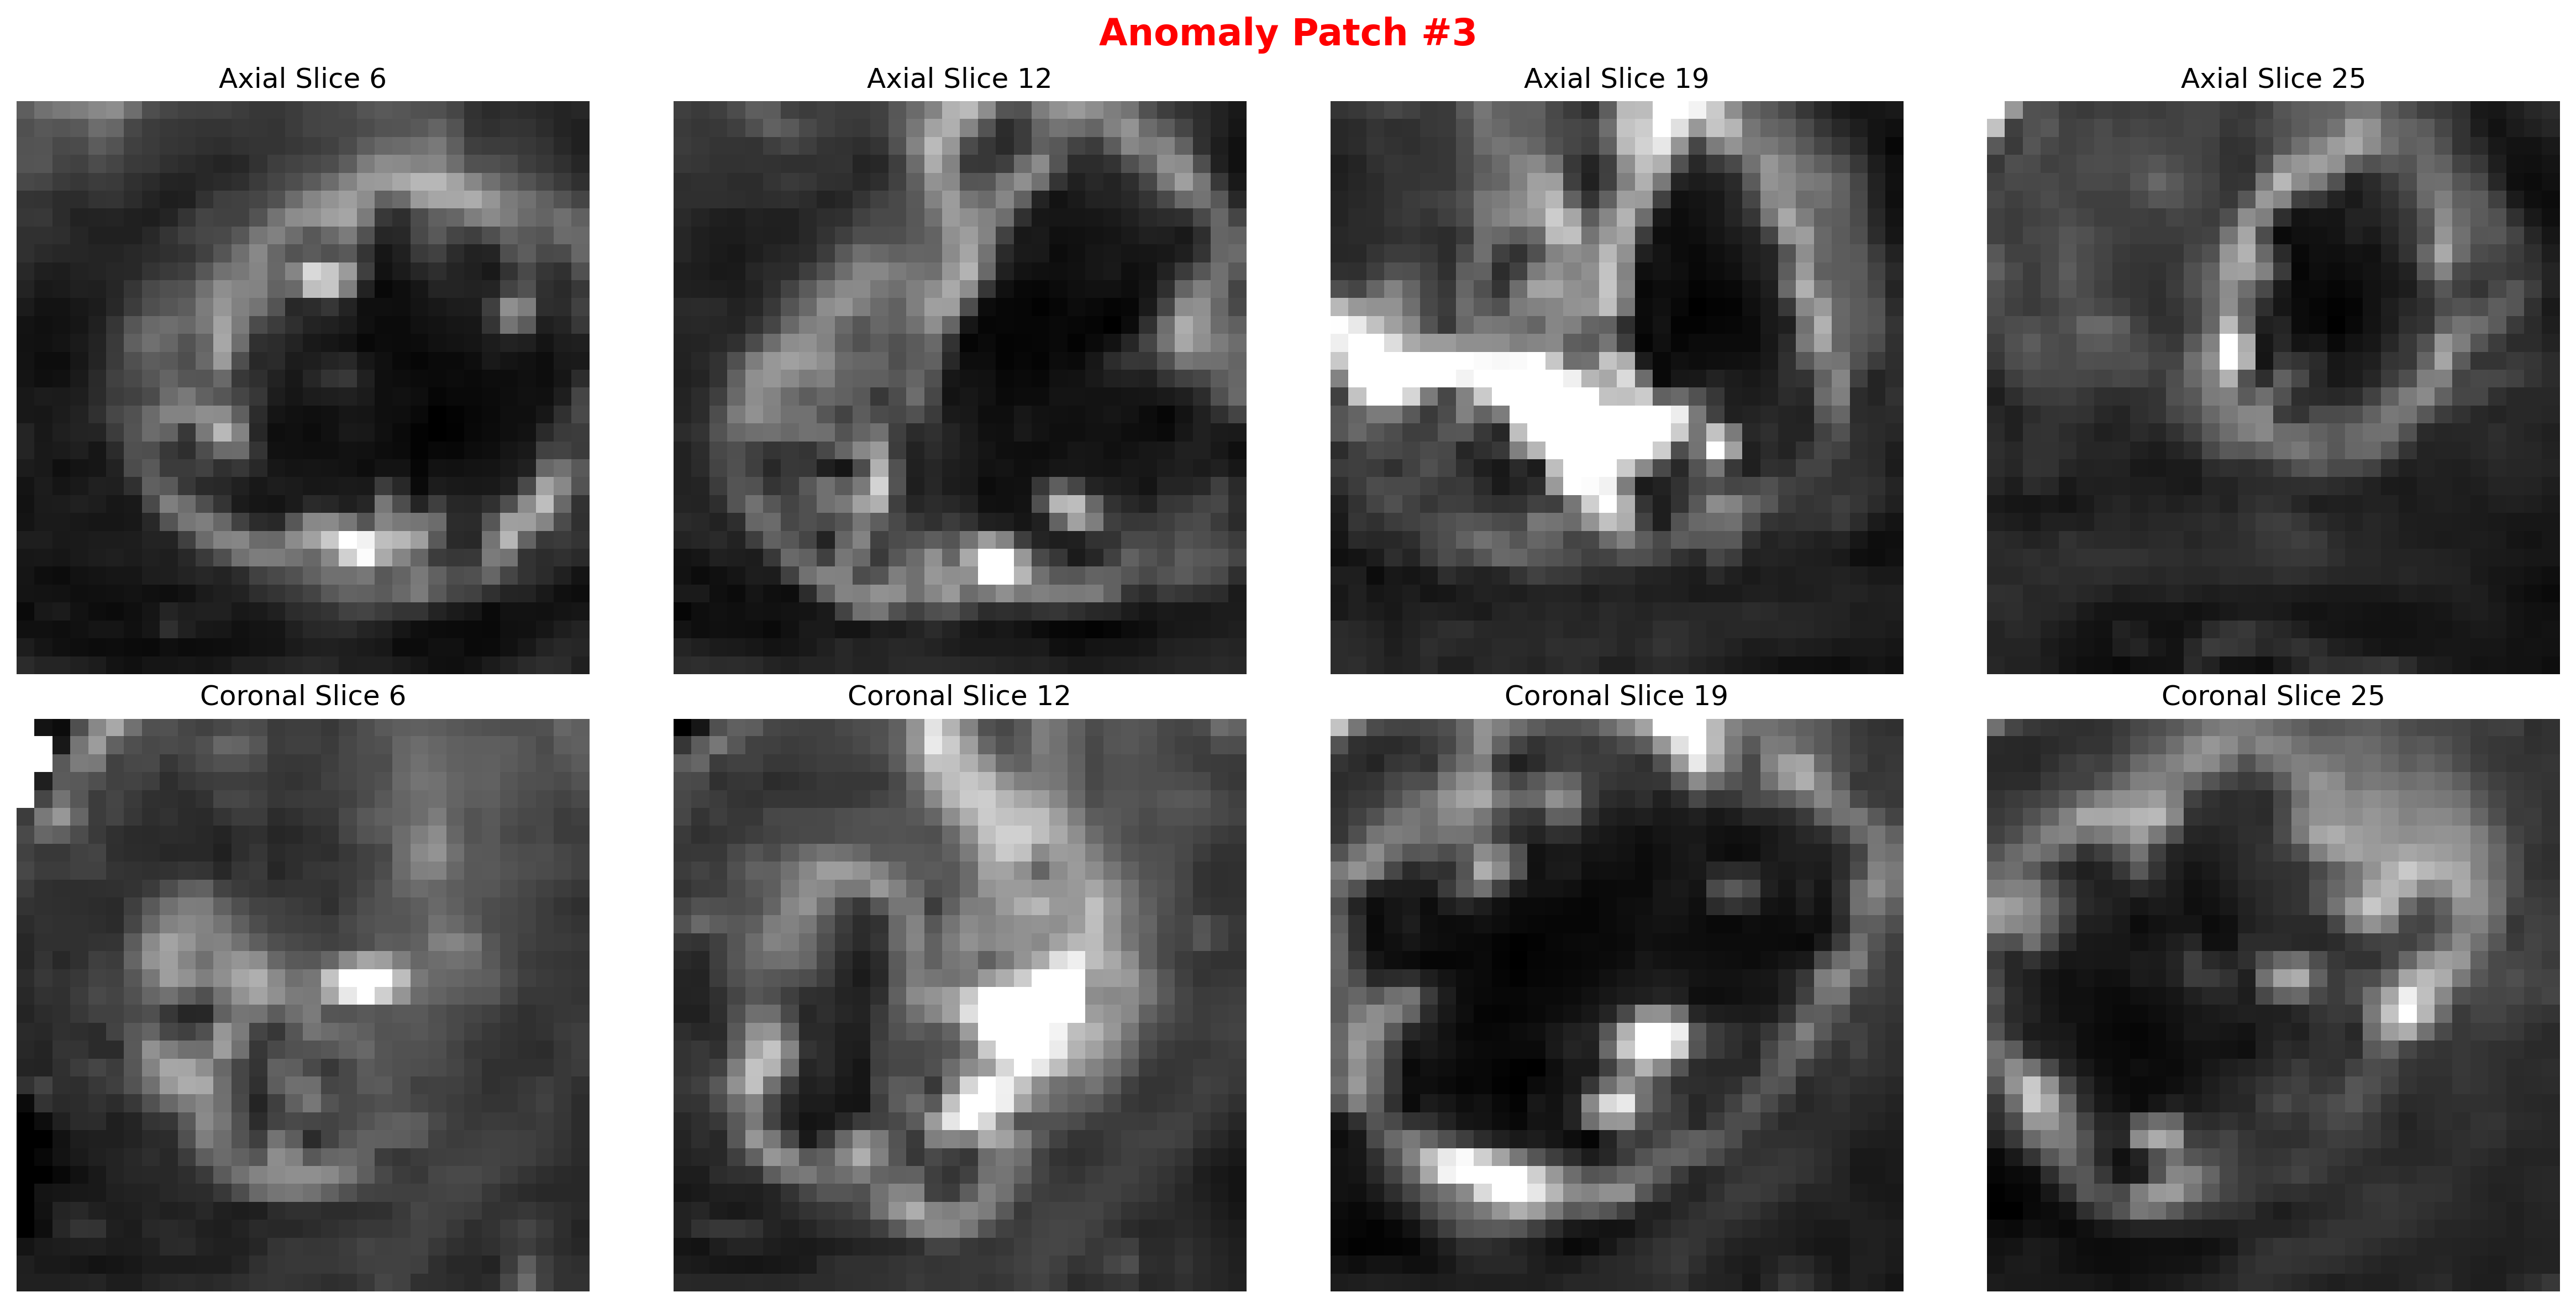 Anomaly Patch #3
Axial Slice 6
Axial Slice 12
Axial Slice 19
Axial Slice 25
Coronal Slice 6
Coronal Slice 12
Coronal Slice 19
Coronal Slice 25